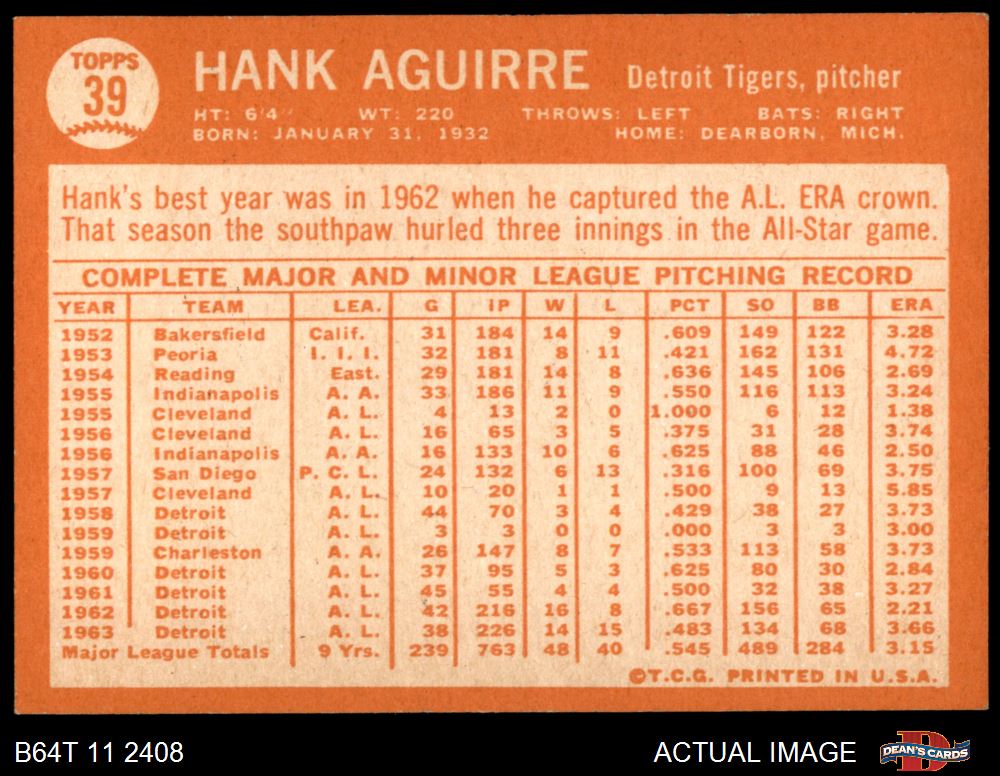 TOPPS
39
HANK AGUIRRE Detroit Tigers, pitcher
HT: 6'4" WT: 220 THROWS: LEFT BATS: RIGHT
BORN: JANUARY 31, 1932 HOME: DEARBORN, MICH.
Hank's best year was in 1962 when he captured the A.L. ERA crown.
That season the southpaw hurled three innings in the All-Star game.
COMPLETE MAJOR AND MINOR LEAGUE PITCHING RECORD
YEAR TEAM LEA. G IP W L PCT SO BB ERA
1952 Bakersfield Calif. 31 184 14 9 .609 149 122 3.28
1953 Peoria I. I. I. 32 181 8 11 .421 162 131 4.72
1954 Reading East. 29 181 14 8 .636 145 106 2.69
1955 Indianapolis A. A. 33 186 11 9 .550 116 113 3.24
1955 Cleveland A. L. 4 13 2 0 1.000 6 12 1.38
1956 Cleveland A. L. 16 65 3 5 .375 31 28 3.74
1956 Indianapolis A. A. 16 133 10 6 .625 88 46 2.50
1957 San Diego P. C. L. 24 132 6 13 .316 100 69 3.75
1957 Cleveland A. L. 10 20 1 1 .500 9 13 5.85
1958 Detroit A. L. 44 70 3 4 .429 38 27 3.73
1959 Detroit A. L. 3 3 0 0 .000 3 3 3.00
1959 Charleston A. A. 26 147 8 7 .533 113 58 3.73
1960 Detroit A. L. 37 95 5 3 .625 80 30 2.84
1961 Detroit A. L. 45 55 4 4 .500 32 38 3.27
1962 Detroit A. L. 42 216 16 8 .667 156 65 2.21
1963 Detroit A. L. 38 226 14 15 .483 134 68 3.66
Major League Totals 9 Yrs. 239 763 48 40 .545 489 284 3.15
©T.C.G. PRINTED IN U.S.A.
B64T 11 2408 ACTUAL IMAGE DEAN'S CARDS